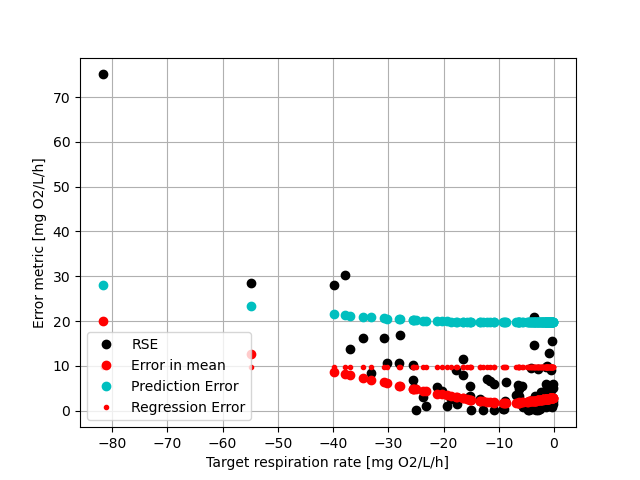 70
60
50
40
30
20
10
0
Error metric [mg O2/L/h]
RSE
Error in mean
Prediction Error
Regression Error
−80 −70 −60 −50 −40 −30 −20 −10 0
Target respiration rate [mg O2/L/h]